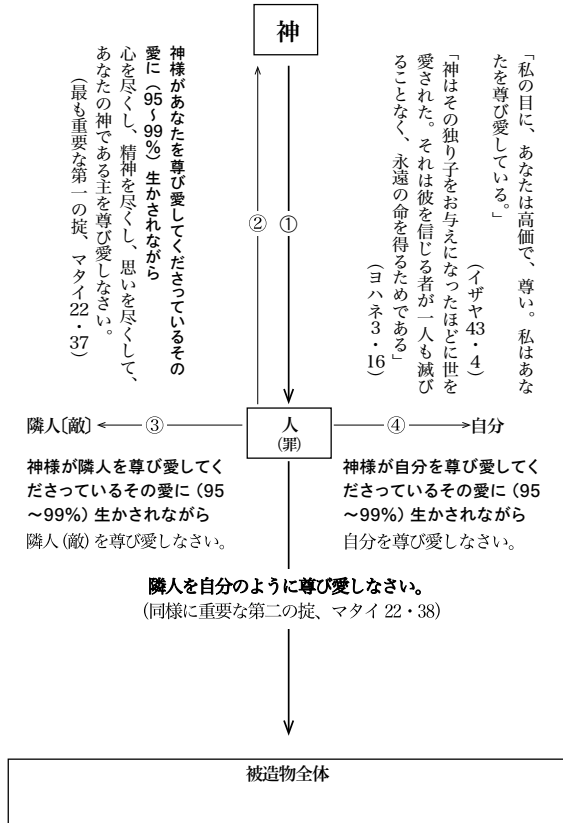 神
「私の目に、あなたは高価で、尊い。私はあな
たを尊び愛している。」
(イザヤ43・4)
「神はその独り子をお与えになったほどに世を
愛された。それは彼を信じる者が一人も滅び
ることなく、永遠の命を得るためである」
(ヨハネ3・16)
①
②
神様があなたを尊び愛してくださっているその
愛に(95～99%)生かされながら
心を尽くし、精神を尽くし、思いを尽くして、
あなたの神である主を尊び愛しなさい。
(最も重要な第一の掟、マタイ22・37)
隣人〔敵〕
③
人
(罪)
④
自分
神様が隣人を尊び愛してく
ださっているその愛に(95
～99%)生かされながら
隣人(敵)を尊び愛しなさい。
神様が自分を尊び愛してく
ださっているその愛に(95
～99%)生かされながら
自分を尊び愛しなさい。
隣人を自分のように尊び愛しなさい。
(同様に重要な第二の掟、マタイ 22・38)
被造物全体